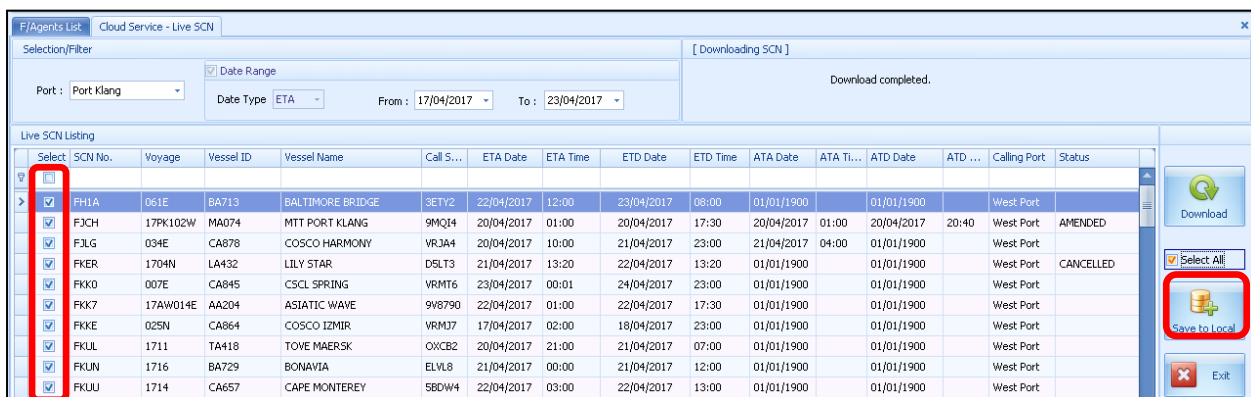 F/Agents List Cloud Service - Live SCN
Selection/Filter [ Downloading SCN ]
Date Range
Download completed.
Port : Port Klang Date Type ETA From : 17/04/2017 To : 23/04/2017
Live SCN Listing
Select SCN No. Voyage Vessel ID Vessel Name Call S... ETA Date ETA Time ETD Date ETD Time ATA Date ATA Ti... ATD Date ATD ... Calling Port Status
FH1A 061E BA713 BALTIMORE BRIDGE 3ETY2 22/04/2017 12:00 23/04/2017 08:00 01/01/1900 01/01/1900 West Port
FJCH 17PK102W MA074 MTT PORT KLANG 9MQI4 20/04/2017 01:00 20/04/2017 17:30 20/04/2017 01:00 20/04/2017 20:40 West Port AMENDED
FJLG 034E CA878 COSCO HARMONY VRJA4 20/04/2017 10:00 21/04/2017 23:00 21/04/2017 04:00 01/01/1900 West Port
FKER 1704N LA432 LILY STAR D5LT3 21/04/2017 13:20 22/04/2017 13:20 01/01/1900 01/01/1900 West Port CANCELLED
FKK0 007E CA845 CSCL SPRING VRMT6 23/04/2017 00:01 24/04/2017 23:00 01/01/1900 01/01/1900 West Port
FKK7 17AW014E AA204 ASIATIC WAVE 9V8790 22/04/2017 01:00 22/04/2017 17:30 01/01/1900 01/01/1900 West Port
FKKE 025N CA864 COSCO IZMIR VRMJ7 17/04/2017 02:00 18/04/2017 23:00 01/01/1900 01/01/1900 West Port
FKUL 1711 TA418 TOVE MAERSK OXCB2 20/04/2017 21:00 21/04/2017 07:00 01/01/1900 01/01/1900 West Port
FKUN 1716 BA729 BONAVIA ELVL8 21/04/2017 00:00 21/04/2017 12:00 01/01/1900 01/01/1900 West Port
FKUU 1714 CA657 CAPE MONTEREY 5BDW4 22/04/2017 03:00 22/04/2017 13:00 01/01/1900 01/01/1900 West Port
Download
Select All
Save to Local
Exit